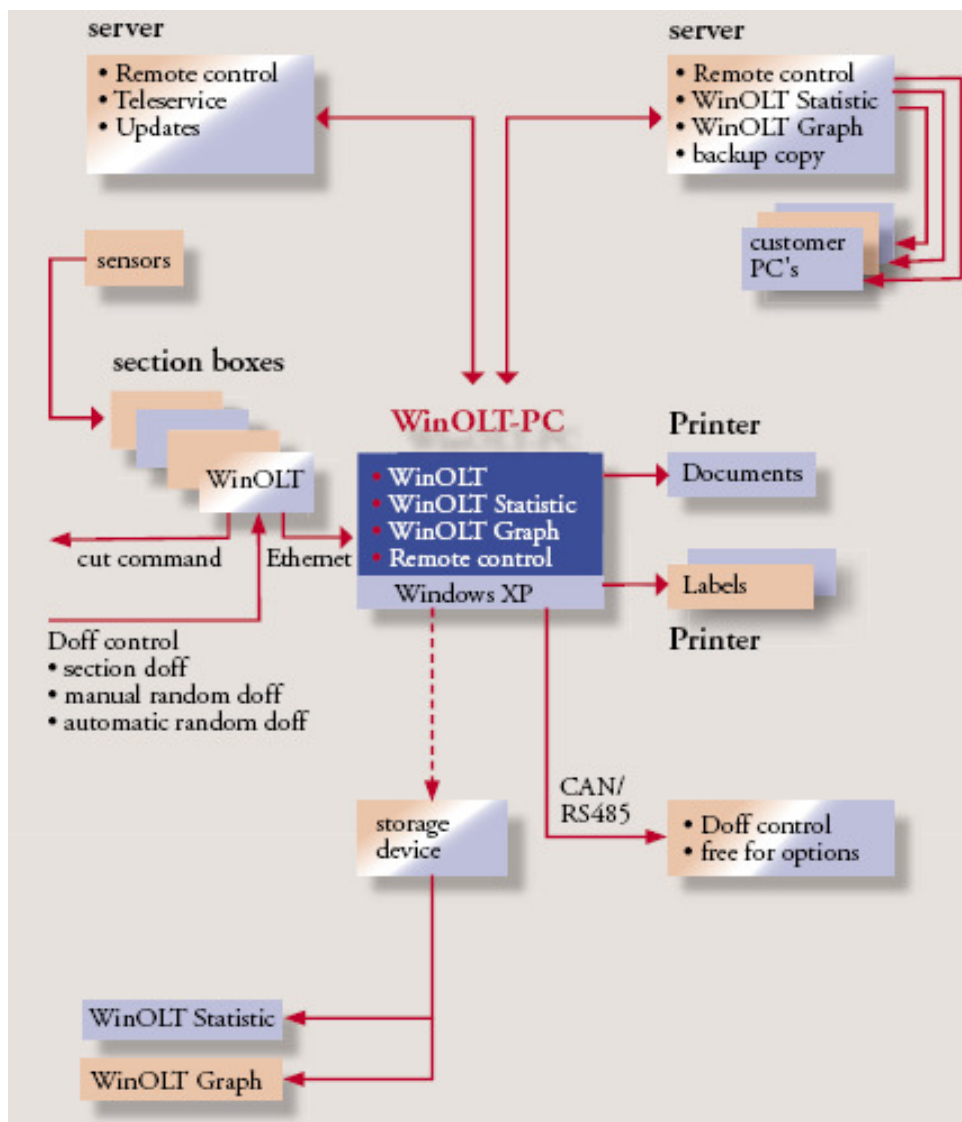 server
• Remote control
• Teleservice
• Updates
server
• Remote control
• WinOLT Statistic
• WinOLT Graph
• backup copy
customer
PC's
sensors
section boxes
WinOLT
cut command
Ethernet
Doff control
• section doff
• manual random doff
• automatic random doff
WinOLT-PC
• WinOLT
• WinOLT Statistic
• WinOLT Graph
• Remote control
Windows XP
Printer
Documents
Labels
Printer
storage
device
CAN/
RS485
• Doff control
• free for options
WinOLT Statistic
WinOLT Graph